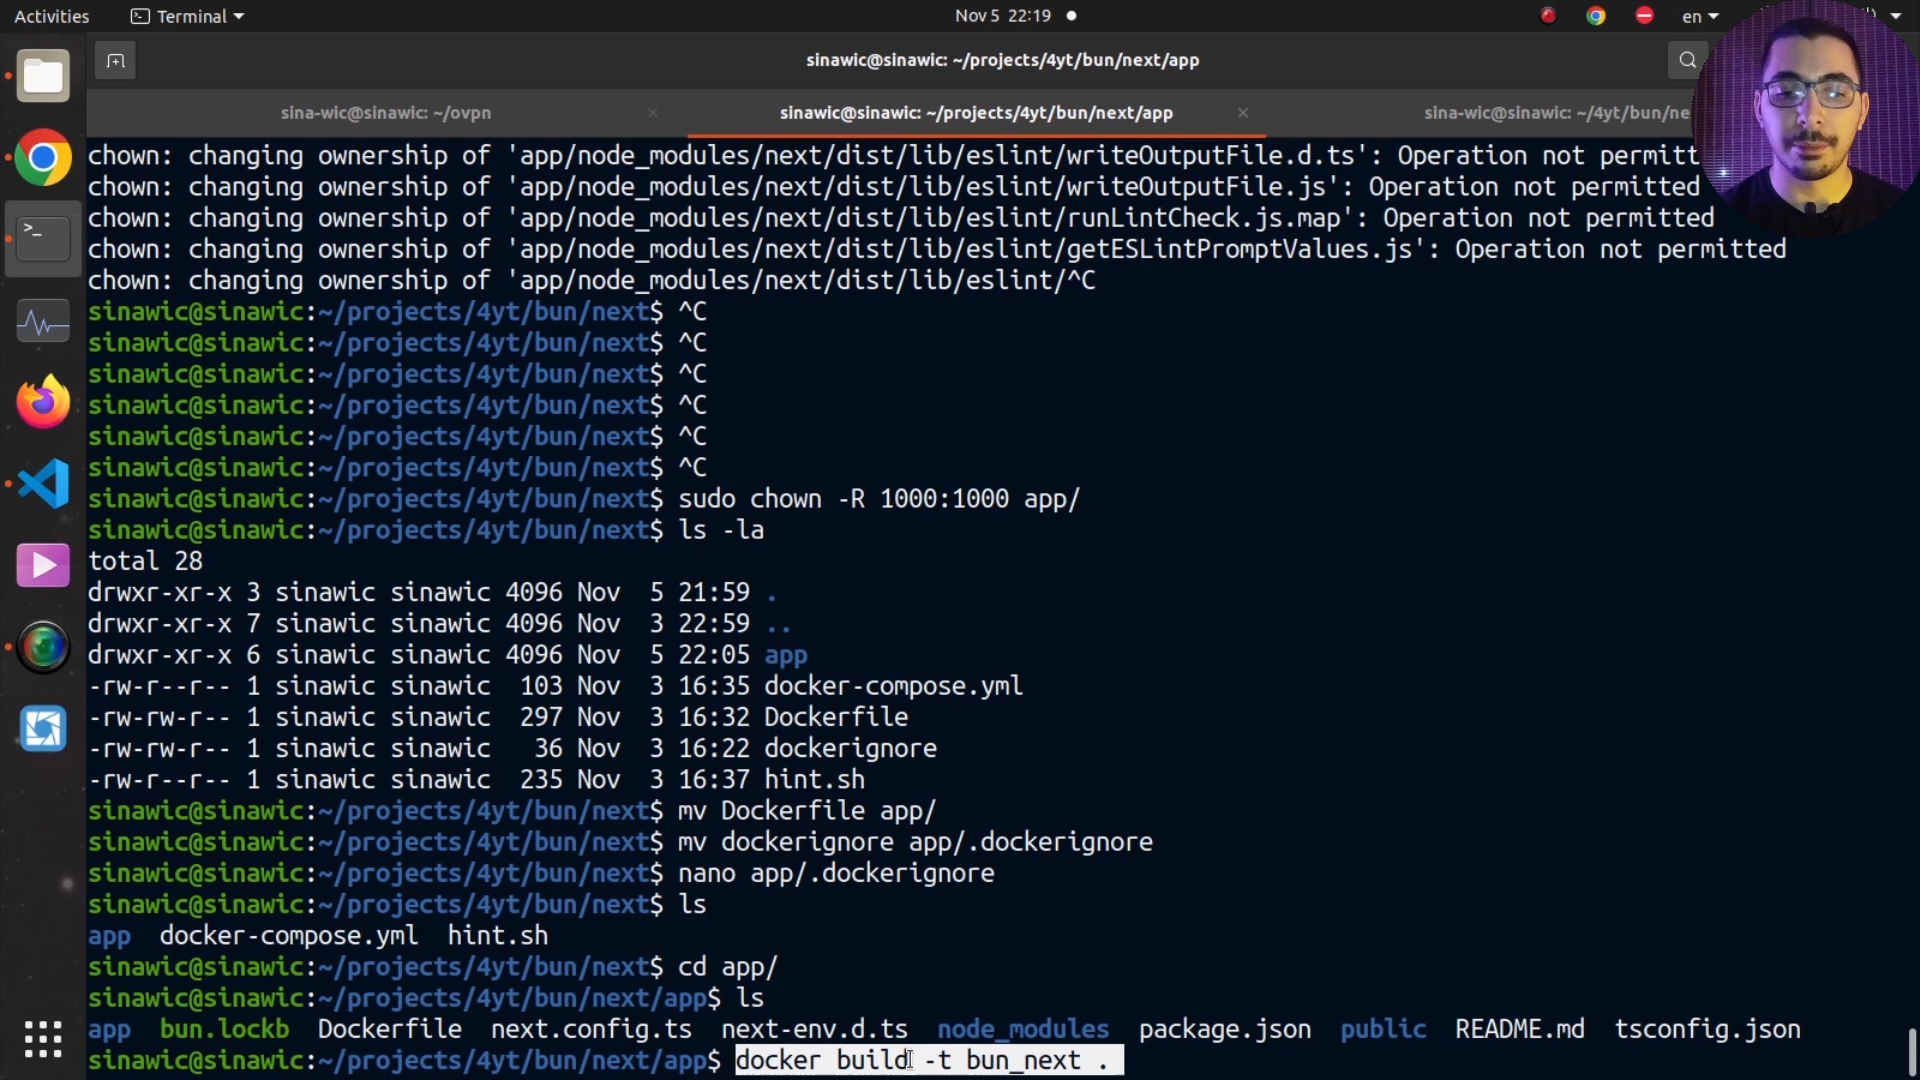 Activities
Terminal
Nov 5 22:19
en
sinawic@sinawic: ~/projects/4yt/bun/next/app
sina-wic@sinawic: ~/ovpn
sinawic@sinawic: ~/projects/4yt/bun/next/app
sina-wic@sinawic: ~/4yt/bun/ne
chown: changing ownership of 'app/node_modules/next/dist/lib/eslint/writeOutputFile.d.ts': Operation not permitt
chown: changing ownership of 'app/node_modules/next/dist/lib/eslint/writeOutputFile.js': Operation not permitted
chown: changing ownership of 'app/node_modules/next/dist/lib/eslint/runLintCheck.js.map': Operation not permitted
chown: changing ownership of 'app/node_modules/next/dist/lib/eslint/getESLintPromptValues.js': Operation not permitted
chown: changing ownership of 'app/node_modules/next/dist/lib/eslint/^C
sinawic@sinawic:~/projects/4yt/bun/next$ ^C
sinawic@sinawic:~/projects/4yt/bun/next$ ^C
sinawic@sinawic:~/projects/4yt/bun/next$ ^C
sinawic@sinawic:~/projects/4yt/bun/next$ ^C
sinawic@sinawic:~/projects/4yt/bun/next$ ^C
sinawic@sinawic:~/projects/4yt/bun/next$ ^C
sinawic@sinawic:~/projects/4yt/bun/next$ sudo chown -R 1000:1000 app/
sinawic@sinawic:~/projects/4yt/bun/next$ ls -la
total 28
drwxr-xr-x 3 sinawic sinawic 4096 Nov  5 21:59 .
drwxr-xr-x 7 sinawic sinawic 4096 Nov  3 22:59 ..
drwxr-xr-x 6 sinawic sinawic 4096 Nov  5 22:05 app
-rw-r--r-- 1 sinawic sinawic  103 Nov  3 16:35 docker-compose.yml
-rw-rw-r-- 1 sinawic sinawic  297 Nov  3 16:32 Dockerfile
-rw-rw-r-- 1 sinawic sinawic   36 Nov  3 16:22 dockerignore
-rw-r--r-- 1 sinawic sinawic  235 Nov  3 16:37 hint.sh
sinawic@sinawic:~/projects/4yt/bun/next$ mv Dockerfile app/
sinawic@sinawic:~/projects/4yt/bun/next$ mv dockerignore app/.dockerignore
sinawic@sinawic:~/projects/4yt/bun/next$ nano app/.dockerignore
sinawic@sinawic:~/projects/4yt/bun/next$ ls
app  docker-compose.yml  hint.sh
sinawic@sinawic:~/projects/4yt/bun/next$ cd app/
sinawic@sinawic:~/projects/4yt/bun/next/app$ ls
app  bun.lockb  Dockerfile  next.config.ts  next-env.d.ts  node_modules  package.json  public  README.md  tsconfig.json
sinawic@sinawic:~/projects/4yt/bun/next/app$ docker build -t bun_next .